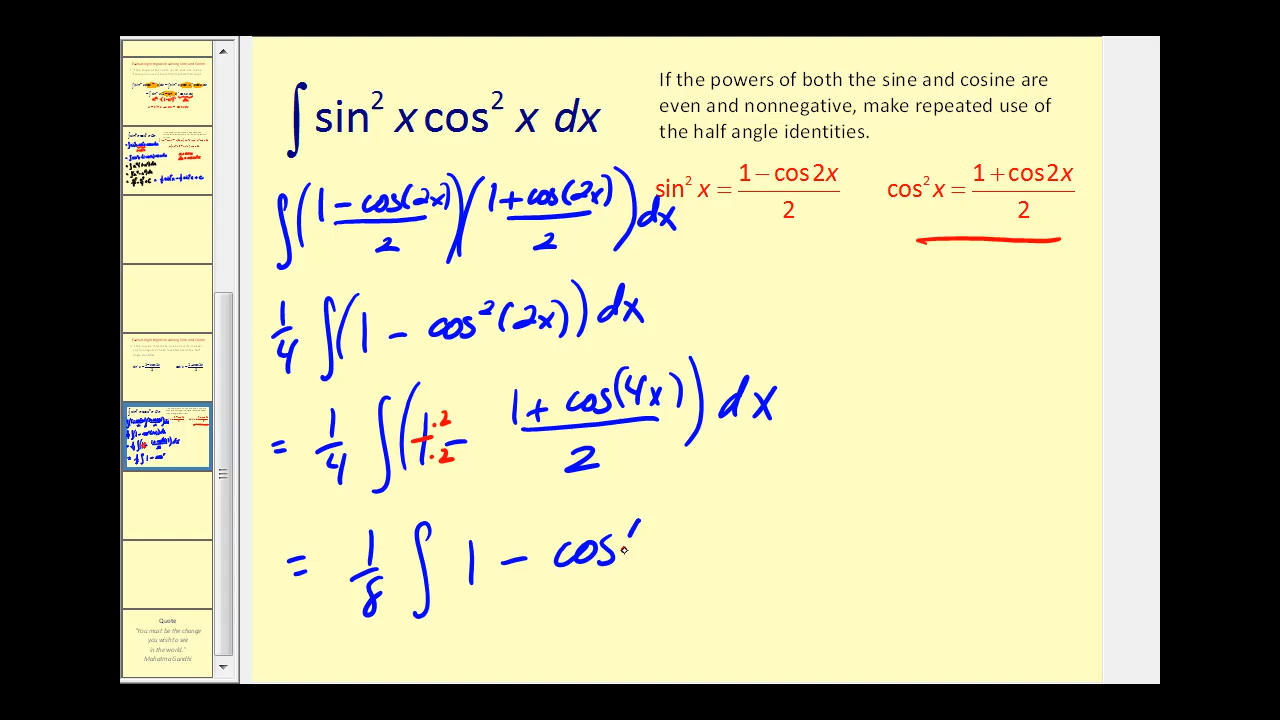 ∫ sin² x cos² x dx
If the powers of both the sine and cosine are
even and nonnegative, make repeated use of
the half angle identities.
sin² x = (1 − cos 2x)/2
cos² x = (1 + cos 2x)/2
∫ ((1 − cos(2x))/2)((1 + cos(2x))/2) dx
1/4 ∫ (1 − cos²(2x)) dx
= 1/4 ∫ (1·2/1·2 − (1 + cos(4x))/2) dx
= 1/8 ∫ 1 − cos
Quote
"You must be the change
you wish to see
in the world."
Mahatma Gandhi